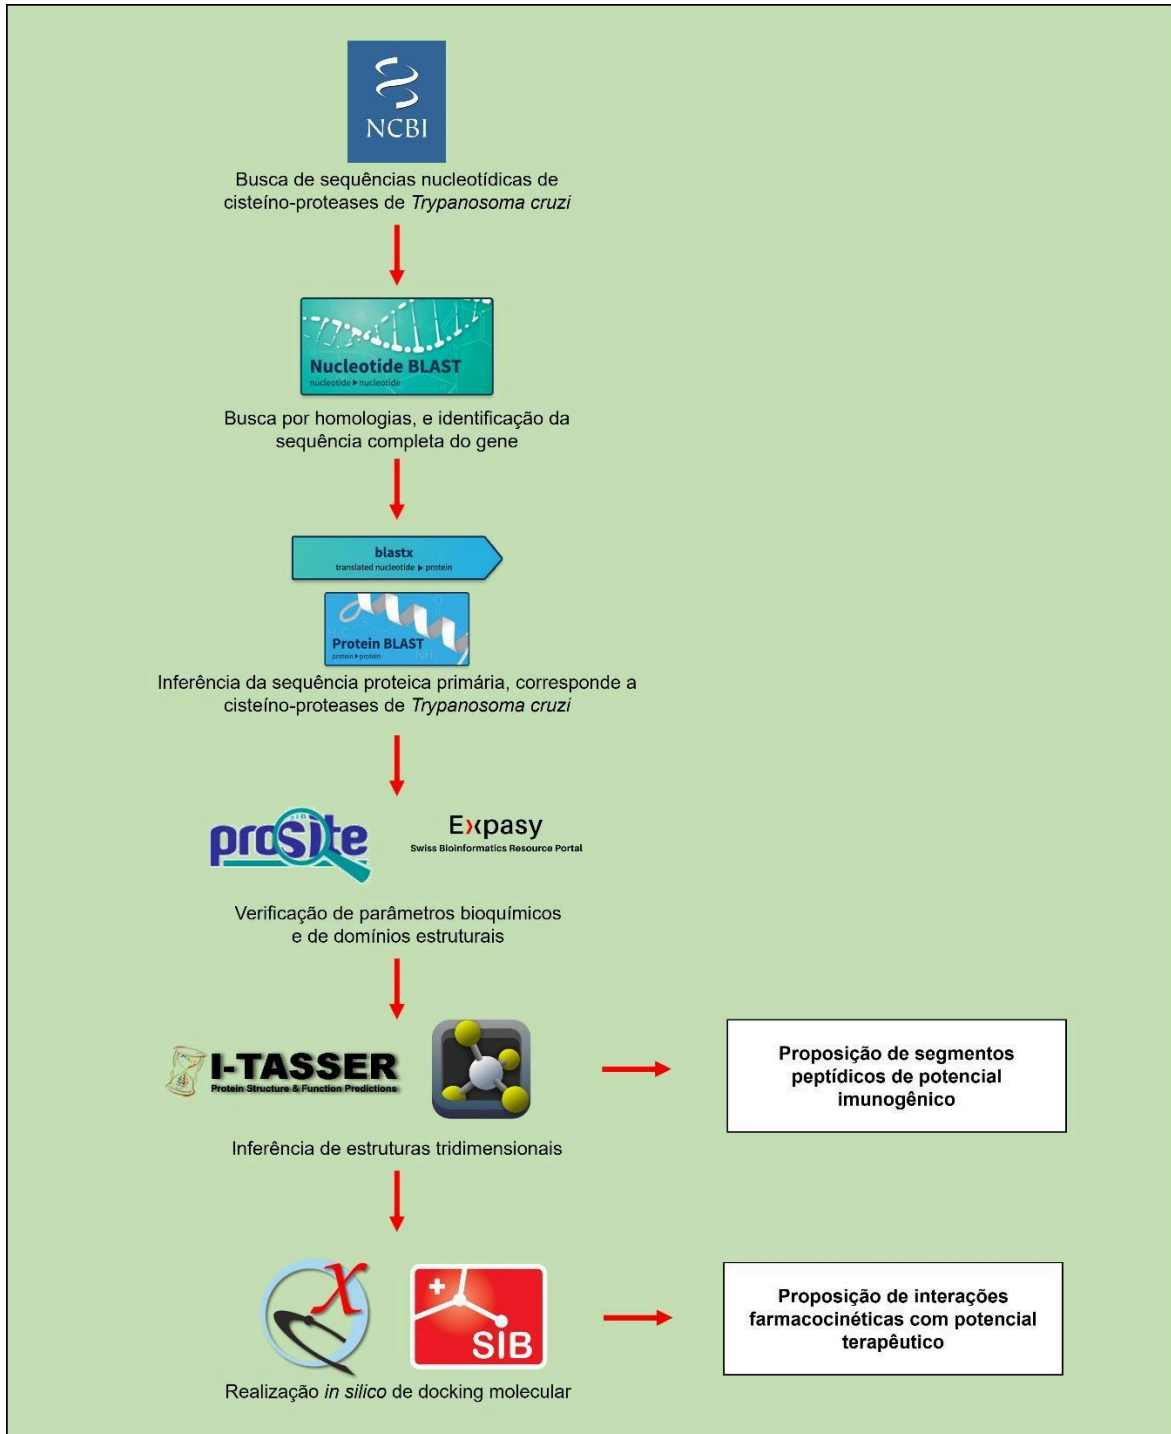 NCBI
Busca de sequências nucleotídicas de
cisteíno-proteases de Trypanosoma cruzi
Nucleotide BLAST
nucleotide ▶ nucleotide
Busca por homologias, e identificação da
sequência completa do gene
blastx
translated nucleotide ▶ protein
Protein BLAST
protein ▶ protein
Inferência da sequência proteica primária, corresponde a
cisteíno-proteases de Trypanosoma cruzi
prosite
Expasy
Swiss Bioinformatics Resource Portal
Verificação de parâmetros bioquímicos
e de domínios estruturais
I-TASSER
Protein Structure & Function Predictions
Proposição de segmentos
peptídicos de potencial
imunogênico
Inferência de estruturas tridimensionais
X
SIB
Proposição de interações
farmacocinéticas com potencial
terapêutico
Realização in silico de docking molecular